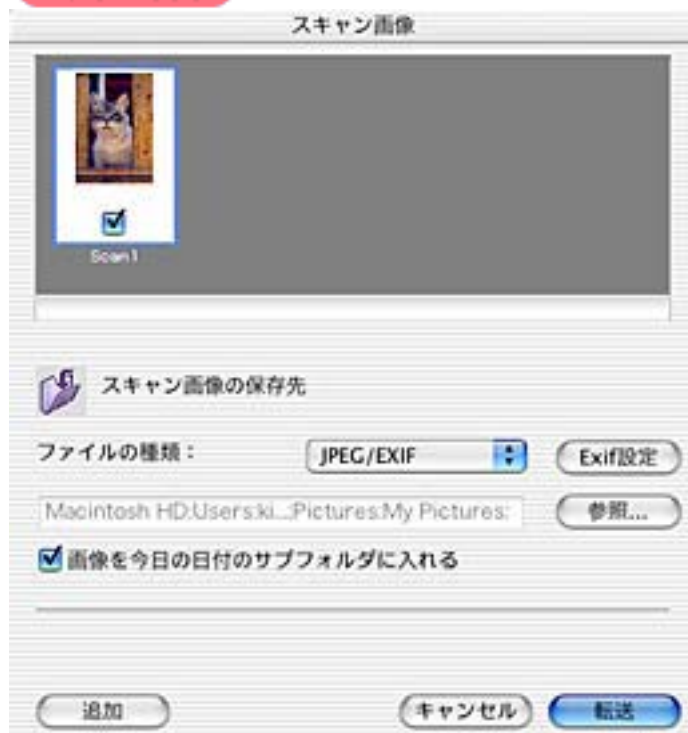 スキャン画像
Scan1
スキャン画像の保存先
ファイルの種類： JPEG/EXIF Exif設定
Macintosh HD:Users:ki...:Pictures:My Pictures: 参照...
画像を今日の日付のサブフォルダに入れる
追加 キャンセル 転送